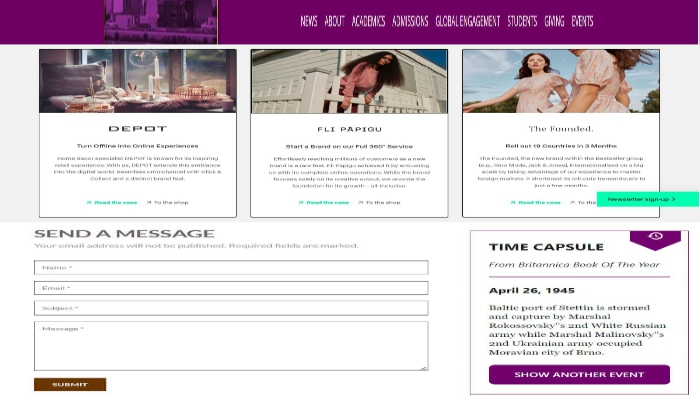 NEWS ABOUT ACADEMICS ADMISSIONS GLOBAL ENGAGEMENT STUDENTS GIVING EVENTS
DEPOT
Turn Offline into Online Experiences
Home decor specialist DEPOT is known for its inspiring
retail experience. With us, DEPOT extends this ambience
into the digital world. Seamless omnichannel with Click &
Collect and a distinct brand feel.
Read the case To the shop
FLI PAPIGU
Start a Brand on our Full 360° Service
Effortlessly reaching millions of customers as a new
brand is a rare feat. Fli Papigu achieved it by entrusting
us with its complete online operations. While the brand
focuses solely on its creative output, we provide the
foundation for its growth – all-inclusive.
Read the case To the shop
The Founded.
Roll out 19 Countries in 9 Months
The Founded, the new brand within the Bestseller group
(e.g., Vero Moda, Jack & Jones), internationalized on a big
scale by taking advantage of our experience to master
foreign markets. It shortened its rollouts tremendously to
just a few months.
Read the case To the
Newsletter sign-up >
SEND A MESSAGE
Your email address will not be published. Required fields are marked.
Name *
Email *
Subject *
Message *
SUBMIT
TIME CAPSULE
From Britannica Book Of The Year
April 26, 1945
Baltic port of Stettin is stormed
and capture by Marshal
Rokossovsky"s 2nd White Russian
army while Marshal Malinovsky"s
2nd Ukrainian army occupied
Moravian city of Brno.
SHOW ANOTHER EVENT